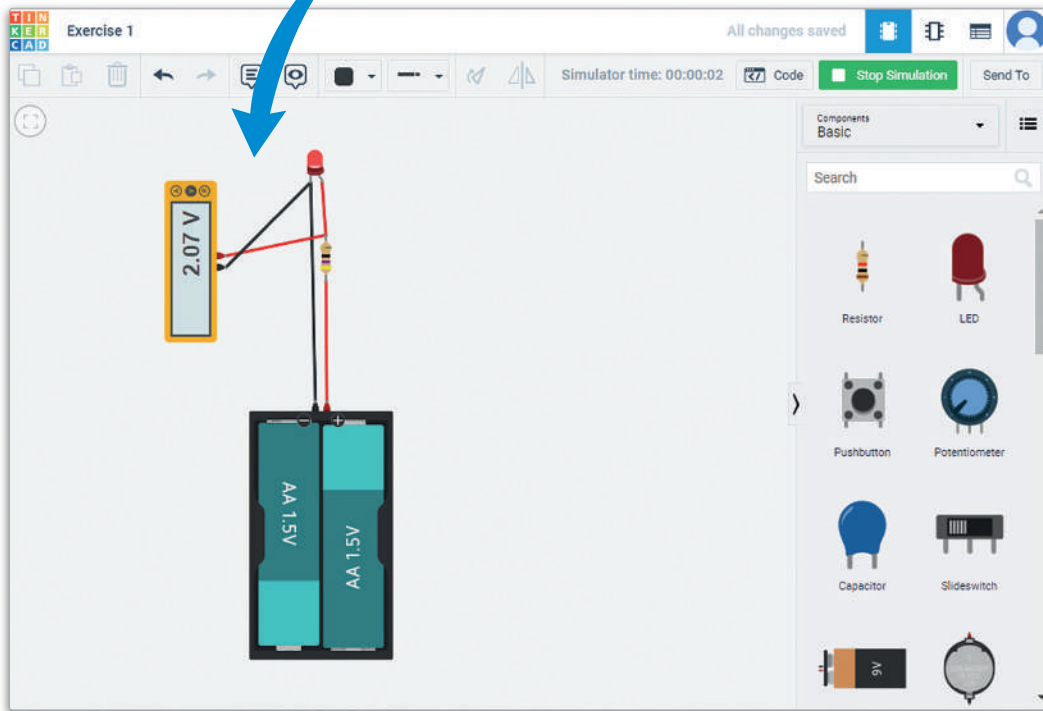 TIN
KER
CAD
Exercise 1
All changes saved
Simulator time: 00:00:02
Code
Stop Simulation
Send To
Components
Basic
Search
2.07 V
AA 1.5V
AA 1.5V
Resistor
LED
Pushbutton
Potentiometer
Capacitor
Slideswitch
9V